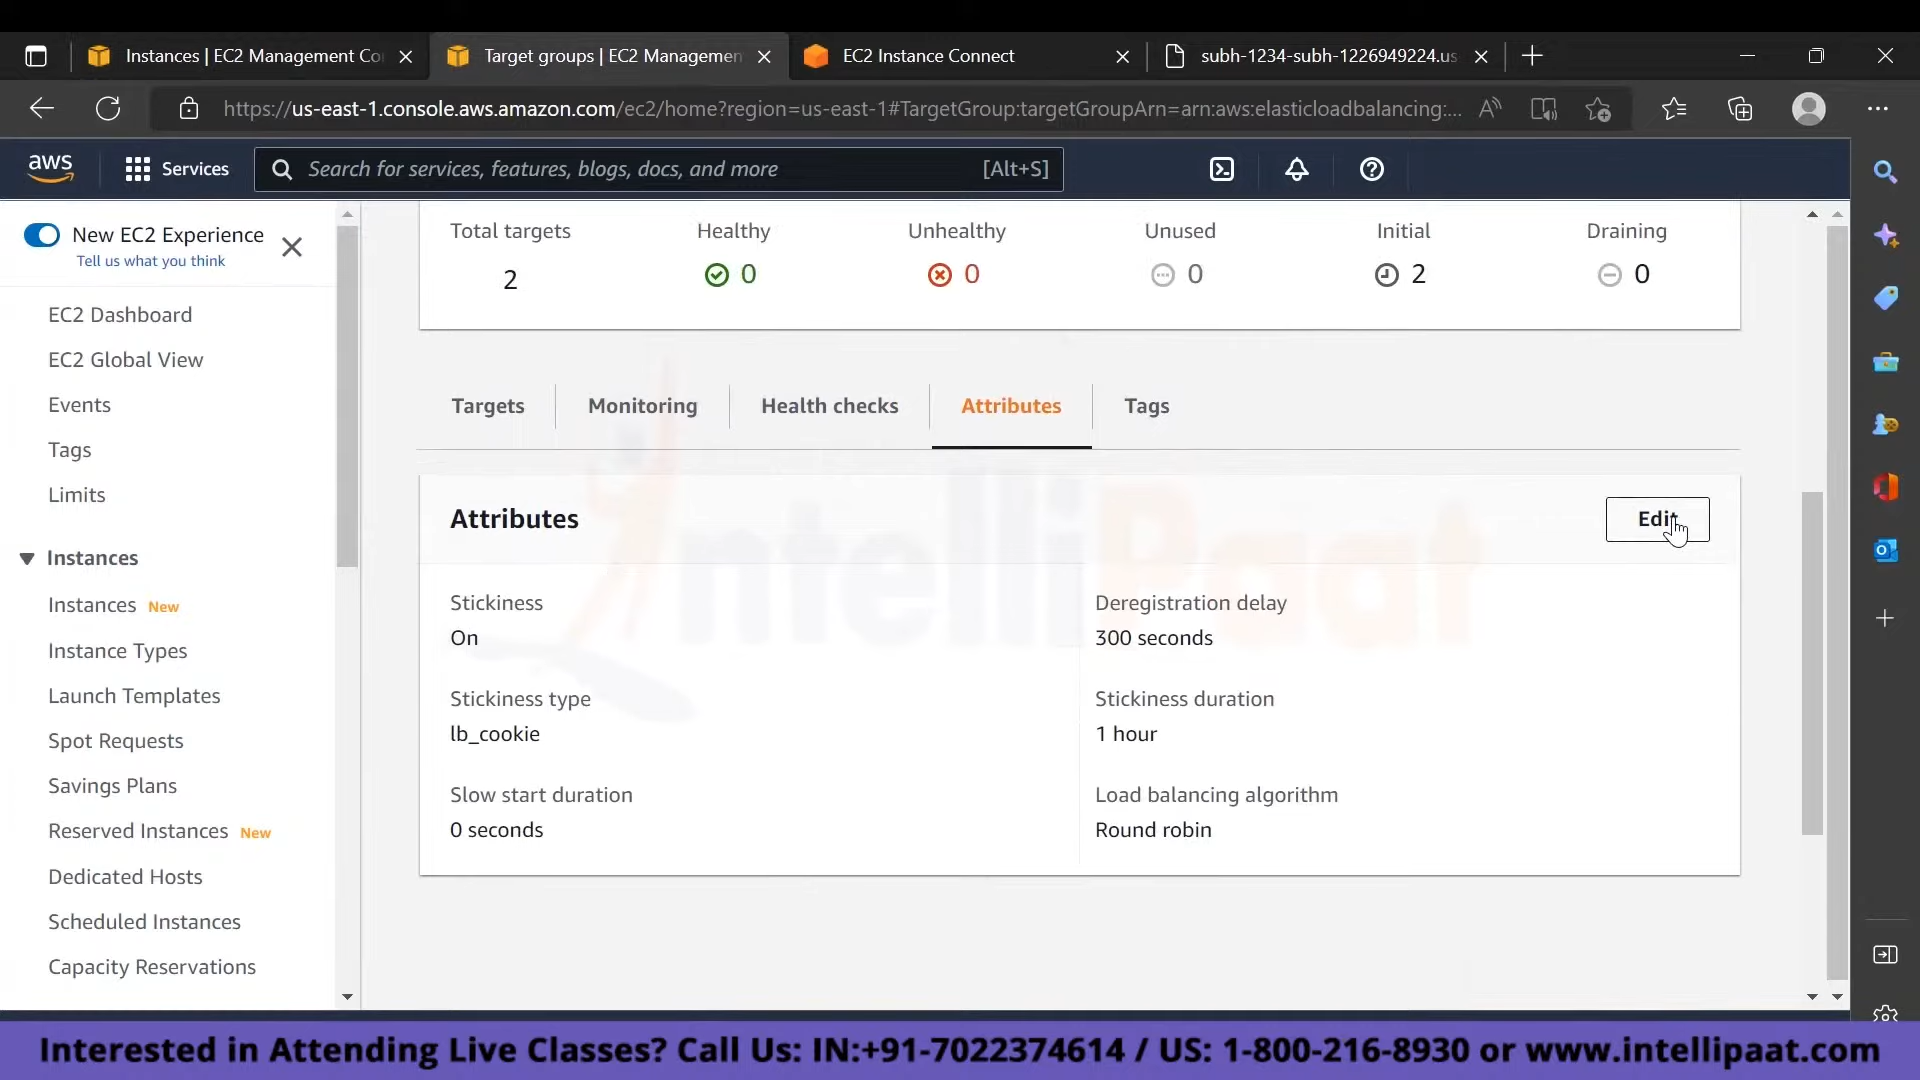 Instances | EC2 Management Co
Target groups | EC2 Managemen
EC2 Instance Connect
subh-1234-subh-1226949224.us
https://us-east-1.console.aws.amazon.com/ec2/home?region=us-east-1#TargetGroup:targetGroupArn=arn:aws:elasticloadbalancing:...
aws
Services
Search for services, features, blogs, docs, and more
[Alt+S]
New EC2 Experience
Tell us what you think
EC2 Dashboard
EC2 Global View
Events
Tags
Limits
Instances
Instances New
Instance Types
Launch Templates
Spot Requests
Savings Plans
Reserved Instances New
Dedicated Hosts
Scheduled Instances
Capacity Reservations
Total targets
2
Healthy
0
Unhealthy
0
Unused
0
Initial
2
Draining
0
Targets
Monitoring
Health checks
Attributes
Tags
Attributes
Edit
Stickiness
On
Deregistration delay
300 seconds
Stickiness type
lb_cookie
Stickiness duration
1 hour
Slow start duration
0 seconds
Load balancing algorithm
Round robin
intelliPaat
Interested in Attending Live Classes? Call Us: IN:+91-7022374614 / US: 1-800-216-8930 or www.intellipaat.com